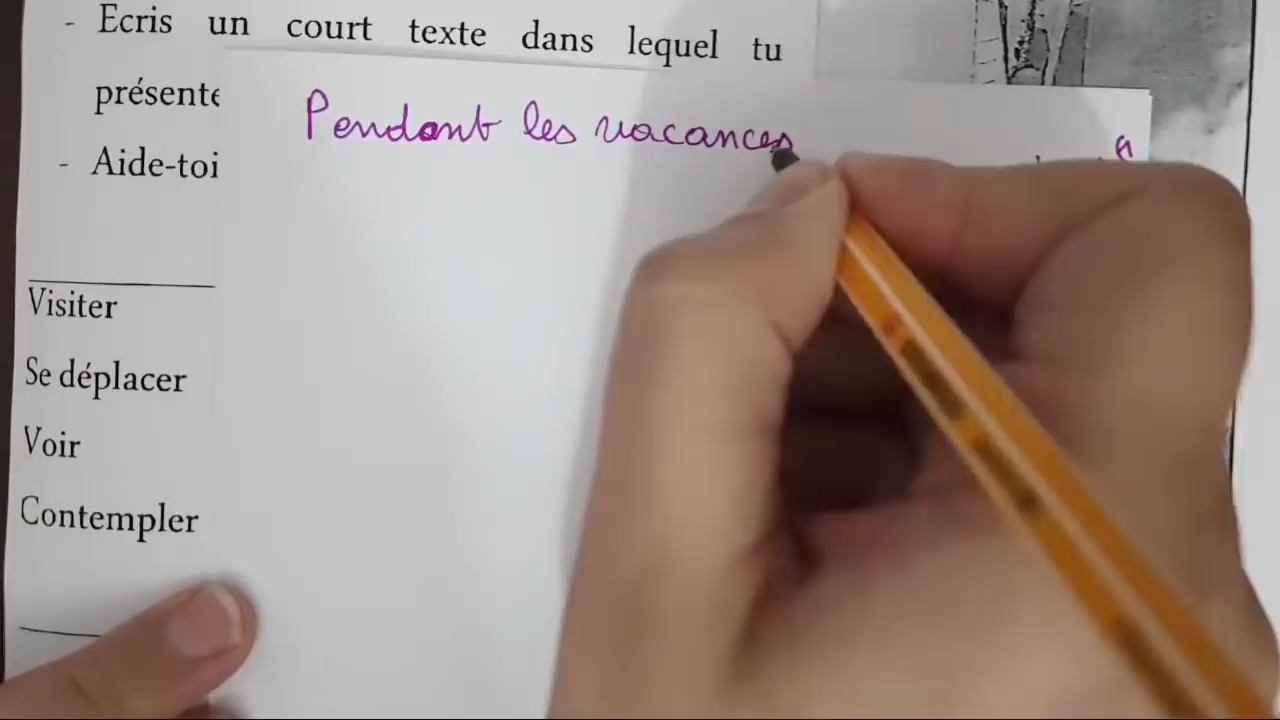 - Ecris un court texte dans lequel tu
présente
Pendant les vacances
- Aide-toi
Visiter
Se déplacer
Voir
Contempler